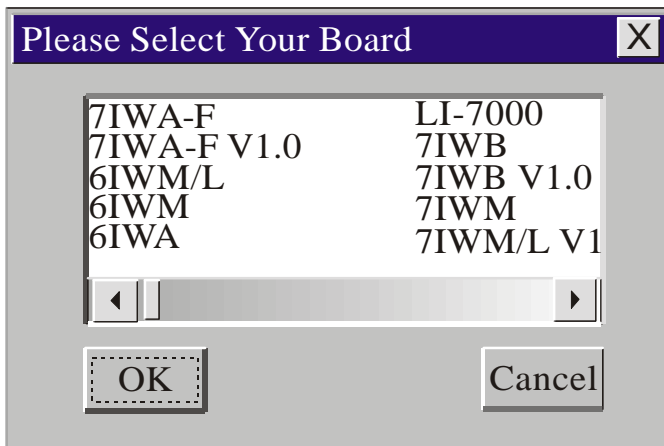 Please Select Your Board X
7IWA-F
7IWA-F V1.0
6IWM/L
6IWM
6IWA
LI-7000
7IWB
7IWB V1.0
7IWM
7IWM/L V1
OK
Cancel